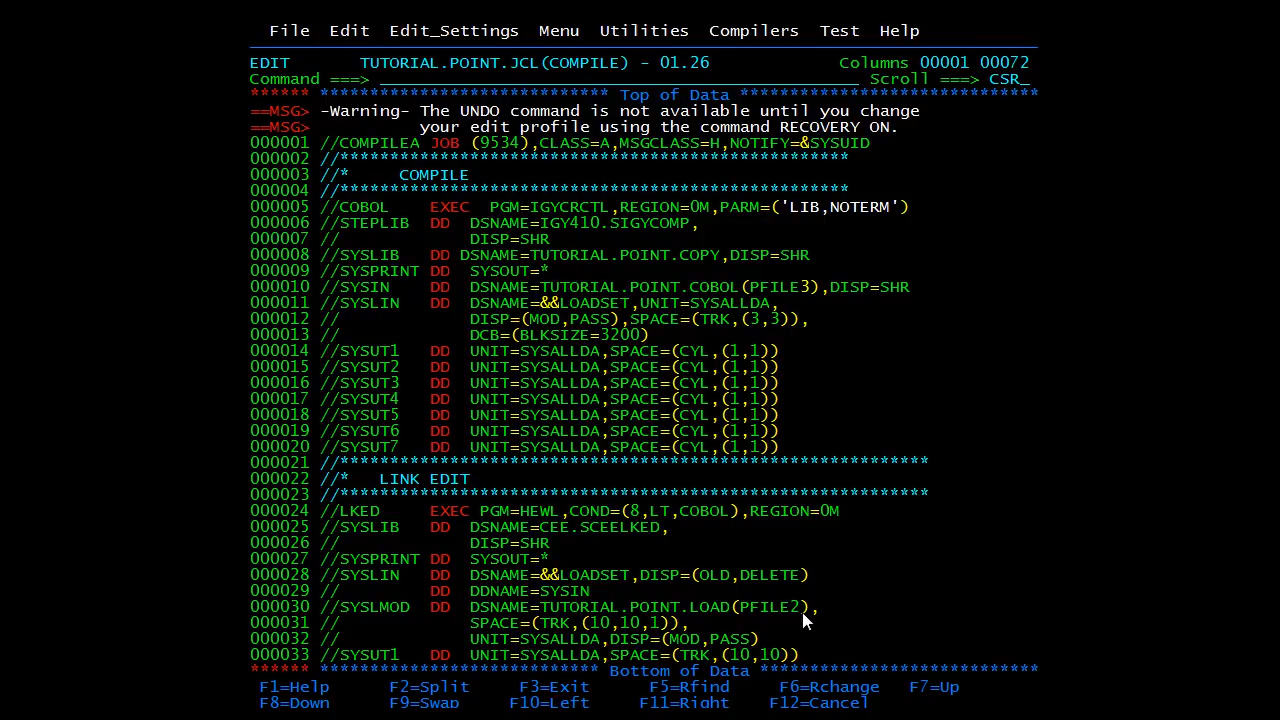 File  Edit  Edit_Settings  Menu  Utilities  Compilers  Test  Help
EDIT       TUTORIAL.POINT.JCL(COMPILE) - 01.26             Columns 00001 00072
Command ===>                                                  Scroll ===> CSR_
****** ***************************** Top of Data ******************************
==MSG> -Warning- The UNDO command is not available until you change
==MSG>           your edit profile using the command RECOVERY ON.
000001 //COMPILEA JOB (9534),CLASS=A,MSGCLASS=H,NOTIFY=&SYSUID
000002 //***************************************************
000003 //*     COMPILE
000004 //***************************************************
000005 //COBOL    EXEC  PGM=IGYCRCTL,REGION=0M,PARM=('LIB,NOTERM')
000006 //STEPLIB  DD  DSNAME=IGY410.SIGYCOMP,
000007 //             DISP=SHR
000008 //SYSLIB   DD DSNAME=TUTORIAL.POINT.COPY,DISP=SHR
000009 //SYSPRINT DD  SYSOUT=*
000010 //SYSIN    DD  DSNAME=TUTORIAL.POINT.COBOL(PFILE3),DISP=SHR
000011 //SYSLIN   DD  DSNAME=&&LOADSET,UNIT=SYSALLDA,
000012 //             DISP=(MOD,PASS),SPACE=(TRK,(3,3)),
000013 //             DCB=(BLKSIZE=3200)
000014 //SYSUT1   DD  UNIT=SYSALLDA,SPACE=(CYL,(1,1))
000015 //SYSUT2   DD  UNIT=SYSALLDA,SPACE=(CYL,(1,1))
000016 //SYSUT3   DD  UNIT=SYSALLDA,SPACE=(CYL,(1,1))
000017 //SYSUT4   DD  UNIT=SYSALLDA,SPACE=(CYL,(1,1))
000018 //SYSUT5   DD  UNIT=SYSALLDA,SPACE=(CYL,(1,1))
000019 //SYSUT6   DD  UNIT=SYSALLDA,SPACE=(CYL,(1,1))
000020 //SYSUT7   DD  UNIT=SYSALLDA,SPACE=(CYL,(1,1))
000021 //***********************************************************
000022 //*   LINK EDIT
000023 //***********************************************************
000024 //LKED     EXEC PGM=HEWL,COND=(8,LT,COBOL),REGION=0M
000025 //SYSLIB   DD  DSNAME=CEE.SCEELKED,
000026 //             DISP=SHR
000027 //SYSPRINT DD  SYSOUT=*
000028 //SYSLIN   DD  DSNAME=&&LOADSET,DISP=(OLD,DELETE)
000029 //         DD  DDNAME=SYSIN
000030 //SYSLMOD  DD  DSNAME=TUTORIAL.POINT.LOAD(PFILE2),
000031 //             SPACE=(TRK,(10,10,1)),
000032 //             UNIT=SYSALLDA,DISP=(MOD,PASS)
000033 //SYSUT1   DD  UNIT=SYSALLDA,SPACE=(TRK,(10,10))
****** **************************** Bottom of Data ****************************
F1=Help      F2=Split     F3=Exit      F5=Rfind     F6=Rchange   F7=Up
F8=Down      F9=Swap     F10=Left     F11=Right    F12=Cancel